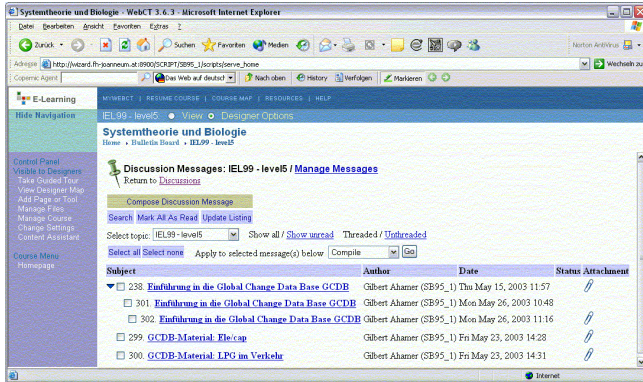 Systemtheorie und Biologie - WebCT 3.6.3 - Microsoft Internet Explorer
Datei Bearbeiten Ansicht Favoriten Extras ?
Zurück Suchen Favoriten Medien Norton AntiVirus
Adresse http://wizard.fh-joanneum.at:8900/SCRIPT/SB95_1/scripts/serve_home Wechseln zu
Copernic Agent Das Web auf deutsch Nach oben History Verfolgen Markieren
E-Learning MYWEBCT | RESUME COURSE | COURSE MAP | RESOURCES | HELP
Hide Navigation IEL99 - level5 View Designer Options
Systemtheorie und Biologie
Home › Bulletin Board › IEL99 - level5
Control Panel
Visible to Designers
Take Guided Tour
View Designer Map
Add Page or Tool
Manage Files
Manage Course
Change Settings
Content Assistant
Course Menu
Homepage
Discussion Messages: IEL99 - level5 / Manage Messages
Return to Discussions
Compose Discussion Message
Search Mark All As Read Update Listing
Select topic: IEL99 - level5 Show all / Show unread Threaded / Unthreaded
Select all Select none Apply to selected message(s) below Compile Go
Subject Author Date Status Attachment
238. Einführung in die Global Change Data Base GCDB Gilbert Ahamer (SB95_1) Thu May 15, 2003 11:57
301. Einführung in die Global Change Data Base GCDB Gilbert Ahamer (SB95_1) Mon May 26, 2003 10:48
302. Einführung in die Global Change Data Base GCDB Gilbert Ahamer (SB95_1) Mon May 26, 2003 11:16
299. GCDB-Material: Ele/cap Gilbert Ahamer (SB95_1) Fri May 23, 2003 14:28
300. GCDB-Material: LPG im Verkehr Gilbert Ahamer (SB95_1) Fri May 23, 2003 14:31
Internet